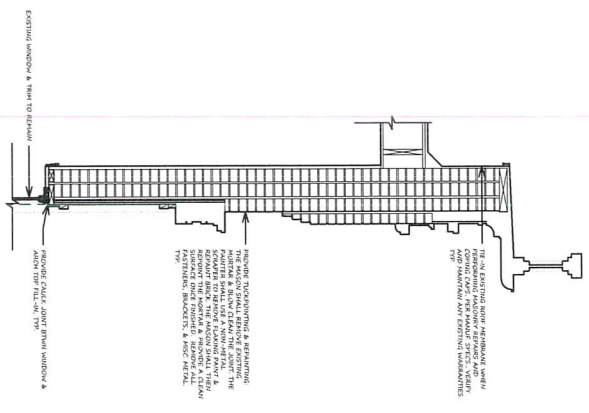 EXISTING WINDOW & TRIM TO REMAIN
TIE-IN EXISTING ROOF MEMBRANE WHEN
PERFORMING MASONRY REPAIRS AND
COPING CAPS. PER MANUF. SPECS. VERIFY
AND MAINTAIN ANY EXISTING WARRANTIES
TYP.
PROVIDE TUCKPOINTING & REPAINTING
THE MASON SHALL REMOVE EXISTING
MORTAR & BLOW CLEAN THE JOINT. THE
PAINTER SHALL USE A NON-METAL
SCRAPER TO REMOVE FLAKING PAINT &
REPAINT BRICK. THE MASON SHALL THEN
REPOINT THE MORTAR & PROVIDE A CLEAN
SURFACE ONCE FINISHED. REMOVE ALL
FASTENERS, BRACKETS, & MISC METAL.
TYP.
PROVIDE CAULK JOINT BTWN WINDOW &
ARCH TOP FILL-IN, TYP.